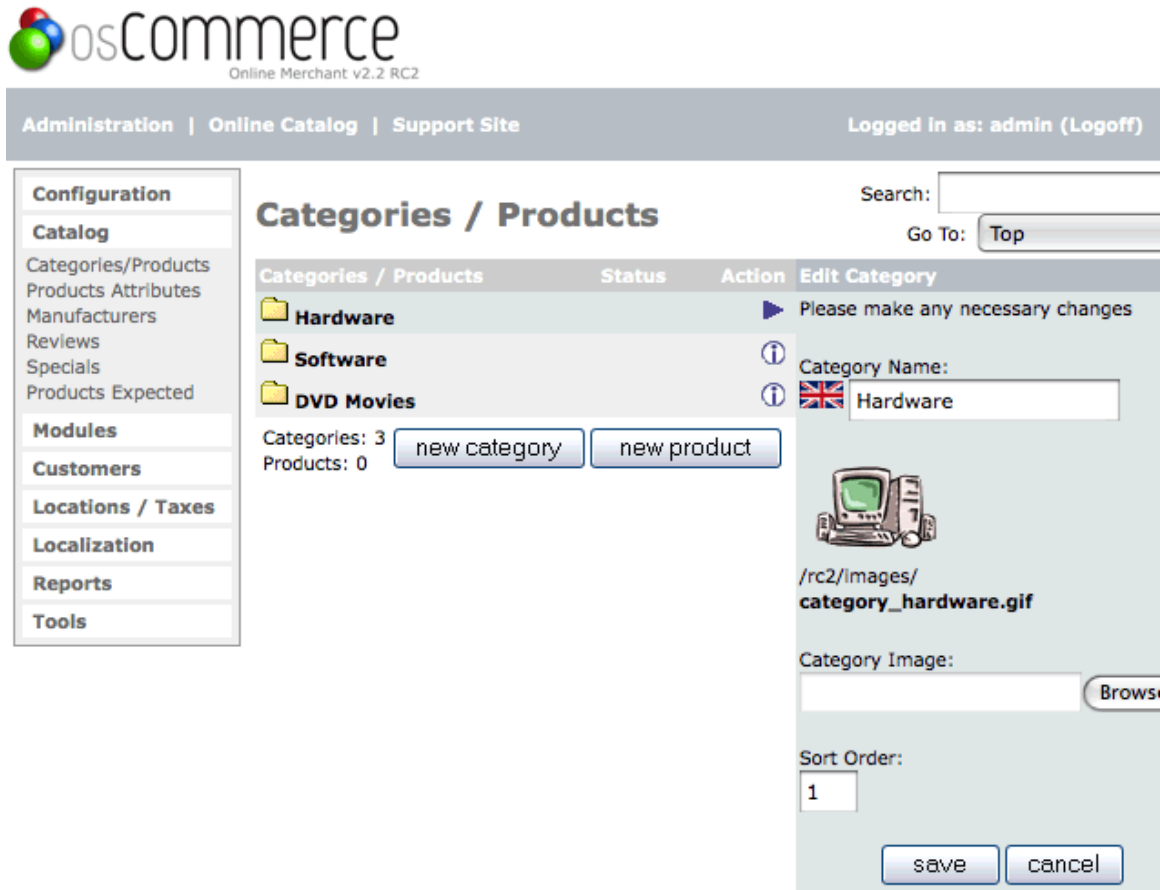 osCommerce
Online Merchant v2.2 RC2
Administration | Online Catalog | Support Site
Logged in as: admin (Logoff)
Configuration
Catalog
Categories/Products
Products Attributes
Manufacturers
Reviews
Specials
Products Expected
Modules
Customers
Locations / Taxes
Localization
Reports
Tools
Categories / Products
Search:
Go To: Top
Categories / Products Status Action
Hardware
Software
DVD Movies
Categories: 3
Products: 0
new category new product
Edit Category
Please make any necessary changes
Category Name:
Hardware
/rc2/images/
category_hardware.gif
Category Image:
Browse
Sort Order:
1
save cancel